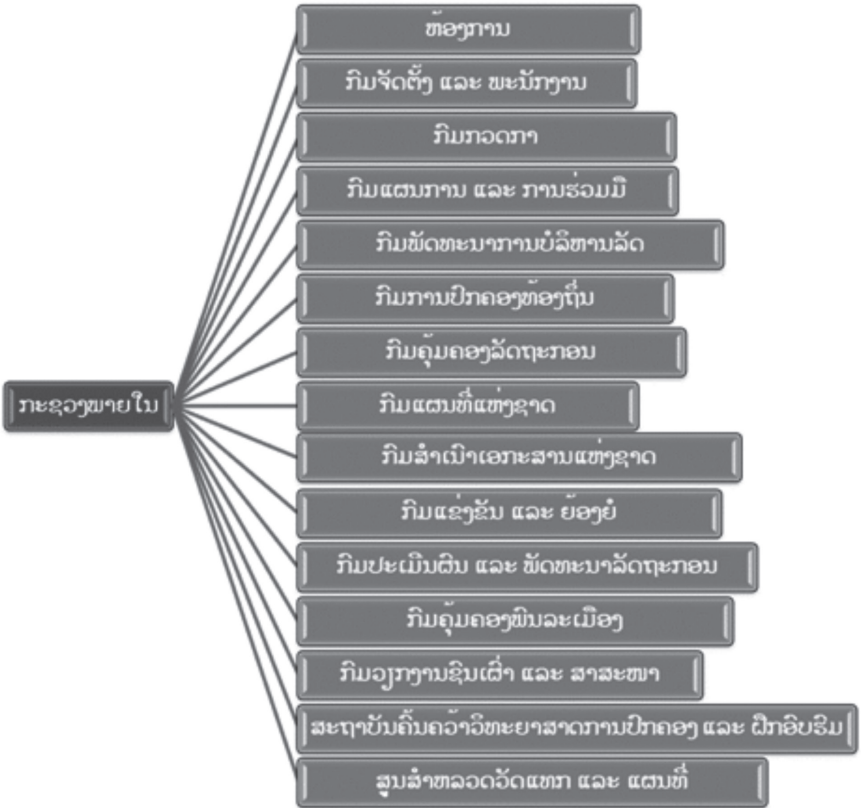 ຫ້ອງການ
ກົມຈັດຕັ້ງ ແລະ ພະນັກງານ
ກົມກວດກາ
ກົມແຜນການ ແລະ ການຮ່ວມມື
ກົມພັດທະນາການບໍລິຫານລັດ
ກົມການປົກຄອງທ້ອງຖິ່ນ
ກົມຄຸ້ມຄອງລັດຖະກອນ
ກະຊວງພາຍໃນ
ກົມແຜນທີ່ແຫ່ງຊາດ
ກົມສຳເນົາເອກະສານແຫ່ງຊາດ
ກົມແຂ່ງຂັນ ແລະ ຍ້ອງຍໍ
ກົມປະເມີນຜົນ ແລະ ພັດທະນາລັດຖະກອນ
ກົມຄຸ້ມຄອງພົນລະເມືອງ
ກົມວຽກງານຊົນເຜົ່າ ແລະ ສາສະໜາ
ສະຖາບັນຄົ້ນຄວ້າວິທະຍາສາດການປົກຄອງ ແລະ ຝຶກອົບຮົມ
ສູນສຳຫລວດວັດແທກ ແລະ ແຜນທີ່